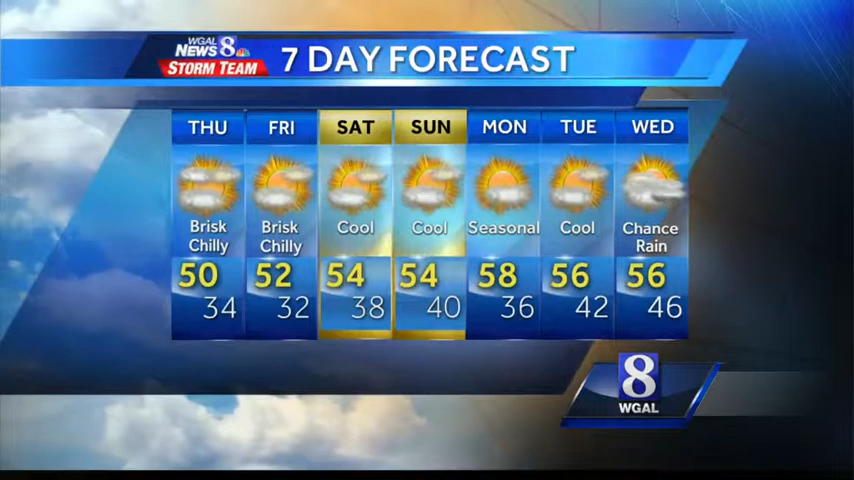 WGAL
NEWS 8
STORM TEAM
7 DAY FORECAST
THU FRI SAT SUN MON TUE WED
Brisk Chilly Brisk Chilly Cool Cool Seasonal Cool Chance Rain
50 52 54 54 58 56 56
34 32 38 40 36 42 46
8
WGAL